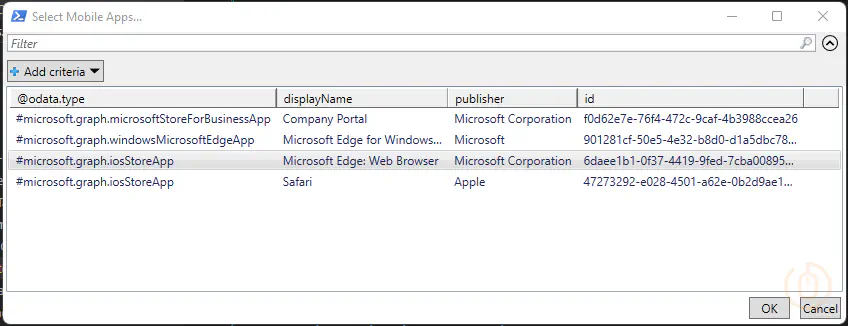 Select Mobile Apps...
Filter
Add criteria
@odata.type displayName publisher id
#microsoft.graph.microsoftStoreForBusinessApp Company Portal Microsoft Corporation f0d62e7e-76f4-472c-9caf-4b3988ccea26
#microsoft.graph.windowsMicrosoftEdgeApp Microsoft Edge for Windows... Microsoft 901281cf-50e5-4e32-b8d0-d1a5dbc78...
#microsoft.graph.iosStoreApp Microsoft Edge: Web Browser Microsoft Corporation 6daee1b1-0f37-4419-9fed-7cba00895...
#microsoft.graph.iosStoreApp Safari Apple 47273292-e028-4501-a62e-0b2d9ae1...
OK Cancel